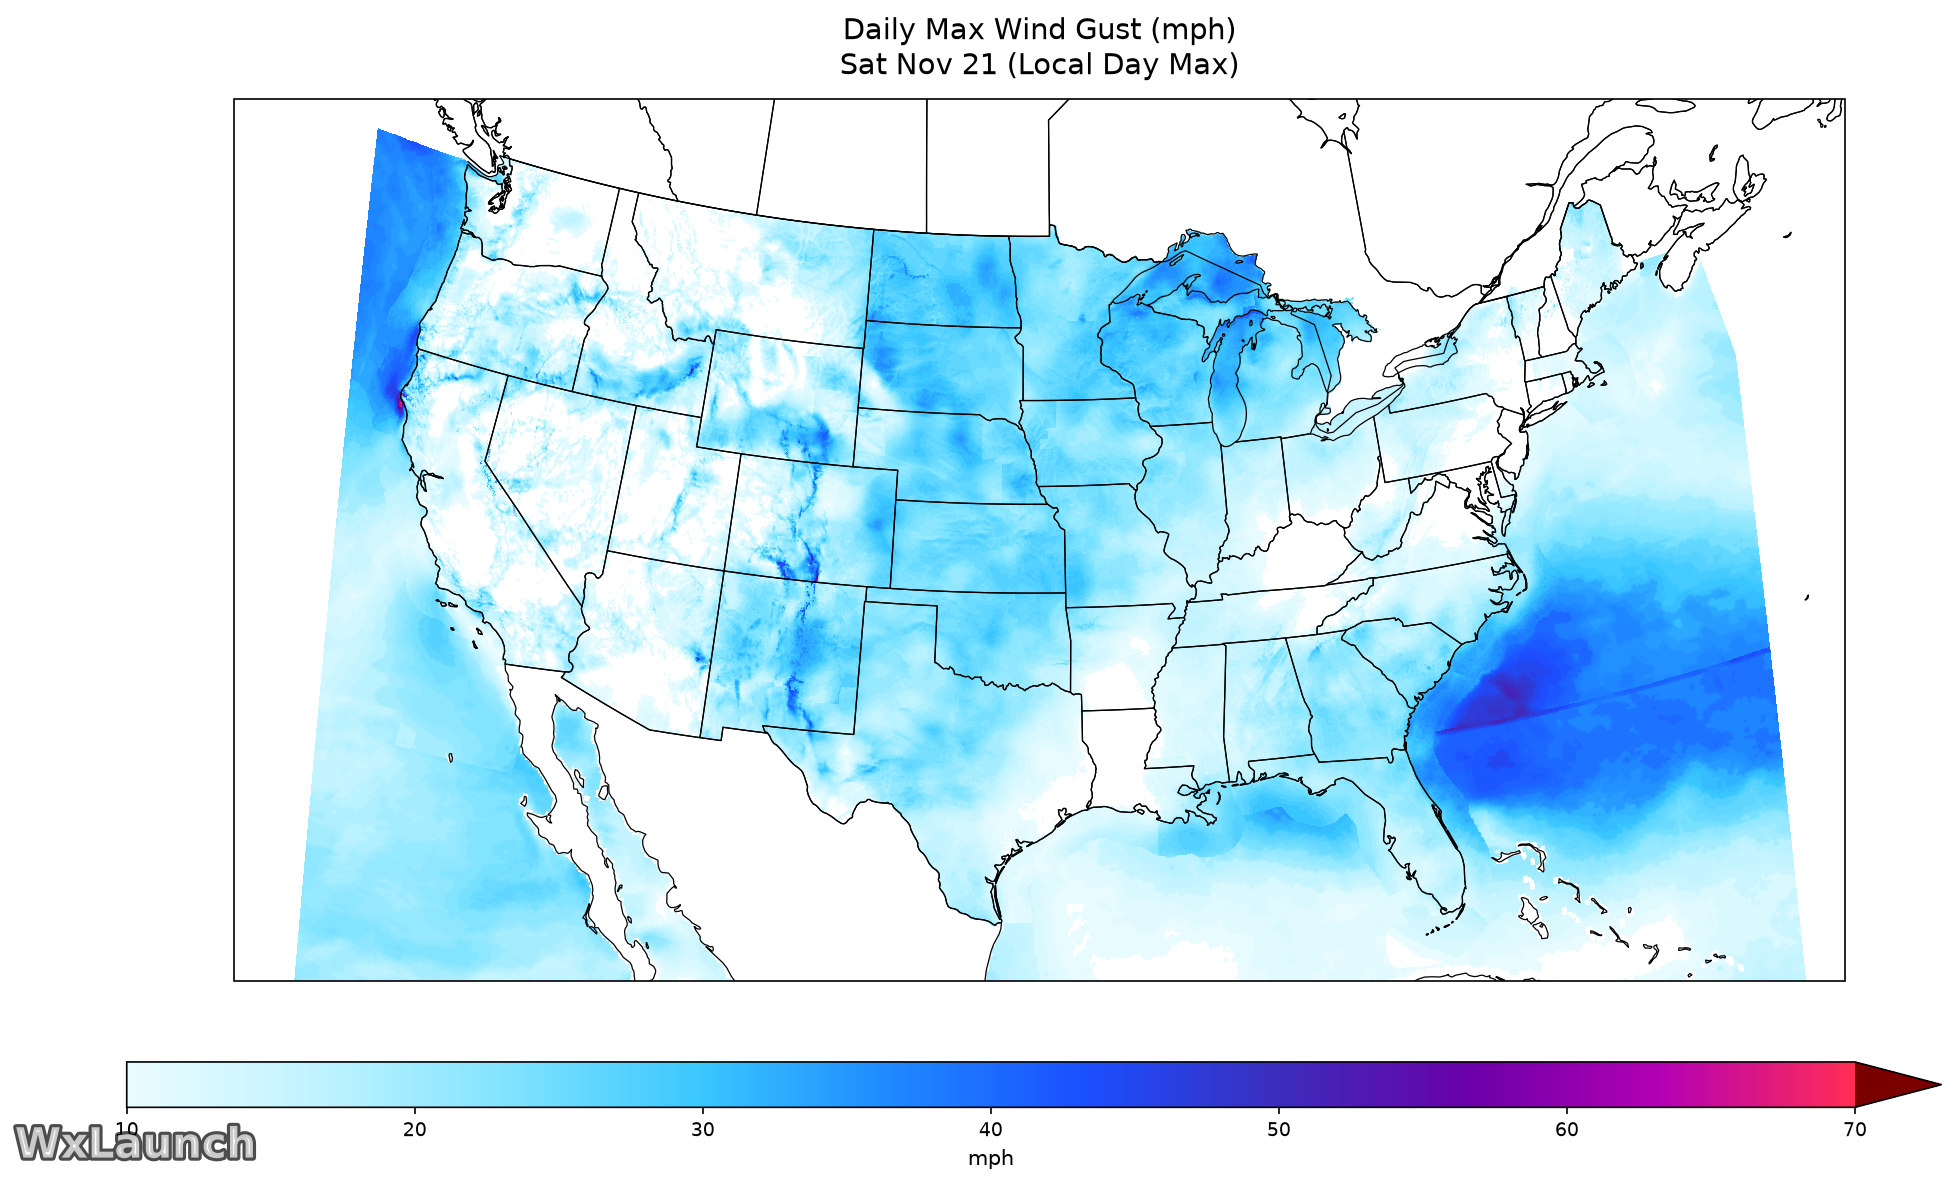 Daily Max Wind Gust (mph)
Sat Nov 21 (Local Day Max)
10 20 30 40 50 60 70
mph
WxLaunch